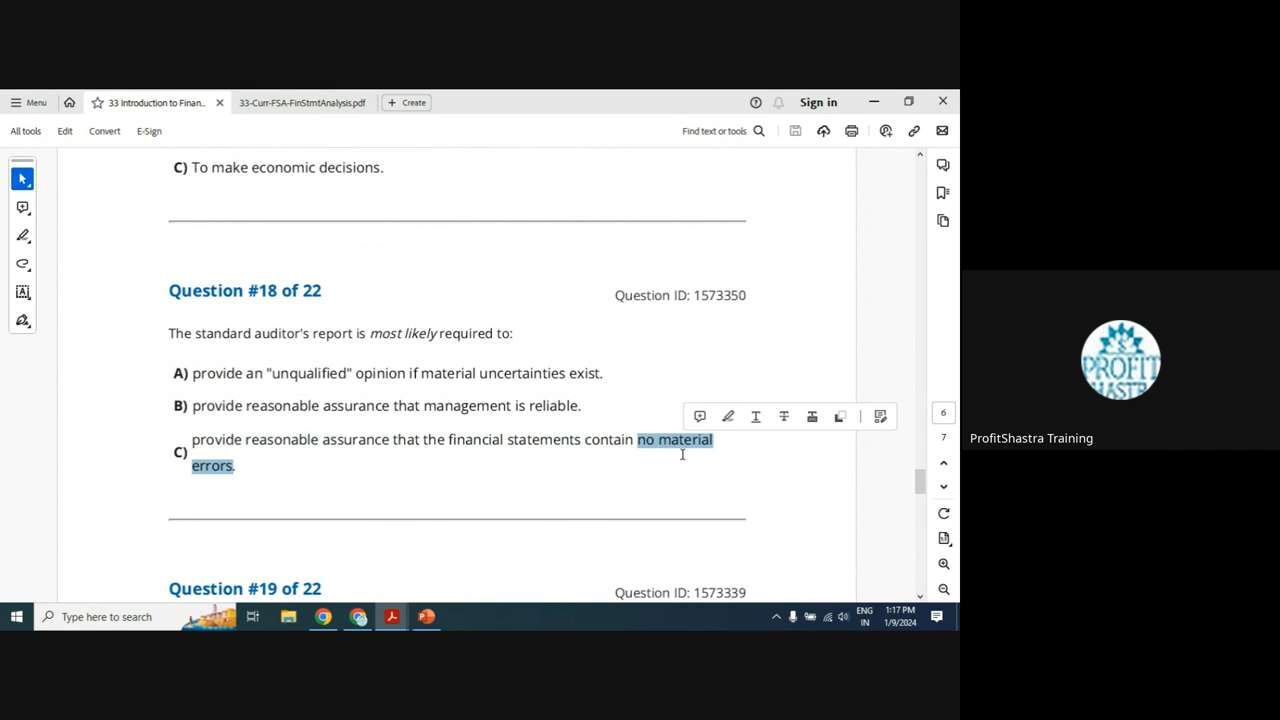 Menu
33 Introduction to Finan...
33-Curr-FSA-FinStmtAnalysis.pdf
Create
Sign in
All tools
Edit
Convert
E-Sign
Find text or tools
C) To make economic decisions.
Question #18 of 22
Question ID: 1573350
The standard auditor's report is most likely required to:
A) provide an "unqualified" opinion if material uncertainties exist.
B) provide reasonable assurance that management is reliable.
C) provide reasonable assurance that the financial statements contain no material
errors.
Question #19 of 22
Question ID: 1573339
6
7
Type here to search
ENG
IN
1:17 PM
1/9/2024
PROFIT
SHASTRA
ProfitShastra Training